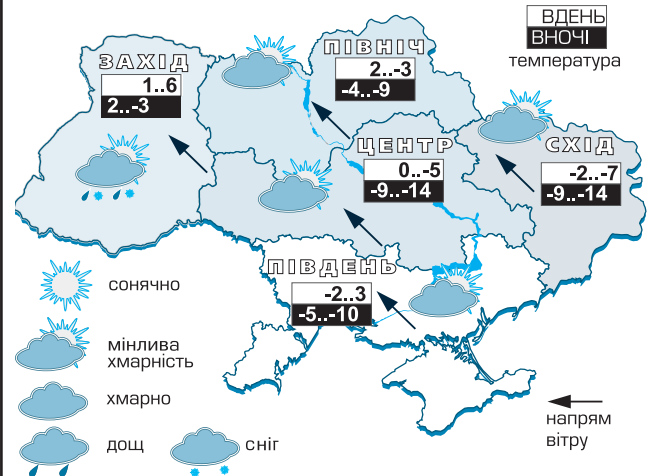 ВДЕНЬ
ВНОЧІ
температура
ЗАХІД
1..6
2..-3
ПІВНІЧ
2..-3
-4..-9
ЦЕНТР
0..-5
-9..-14
СХІД
-2..-7
-9..-14
ПІВДЕНЬ
-2..3
-5..-10
сонячно
мінлива
хмарність
хмарно
дощ
сніг
напрям
вітру